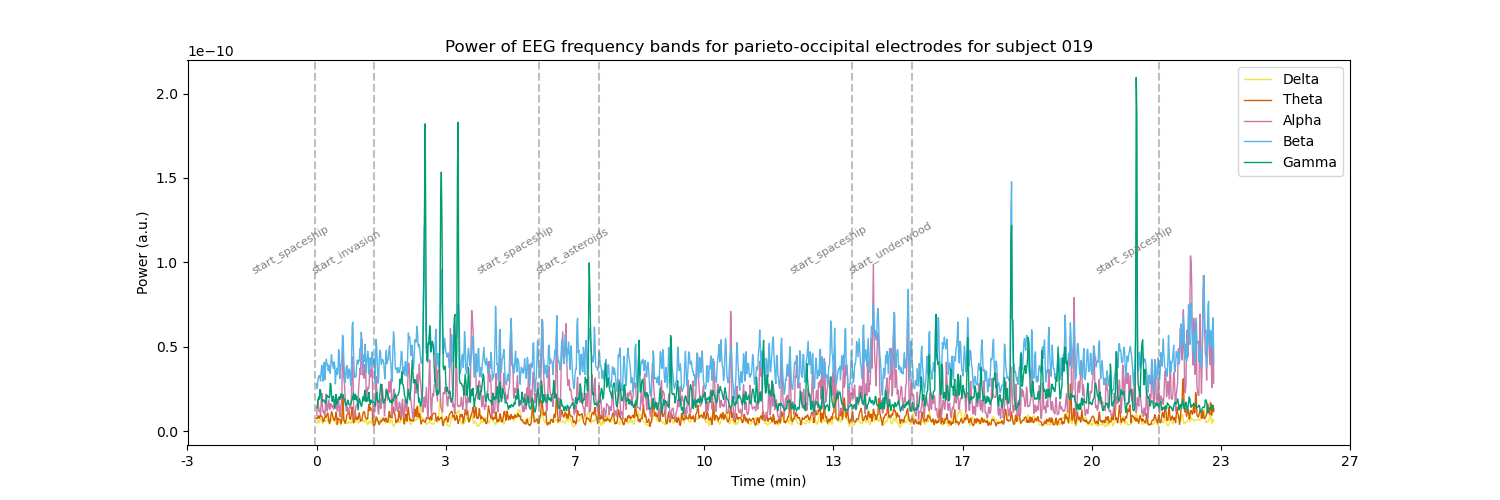 Power of EEG frequency bands for parieto-occipital electrodes for subject 019
1e−10
2.0
1.5
1.0
0.5
0.0
Power (a.u.)
start_spaceship
start_invasion
start_spaceship
start_asteroids
start_spaceship
start_underwood
start_spaceship
Delta
Theta
Alpha
Beta
Gamma
-3
0
3
7
10
13
17
20
23
27
Time (min)